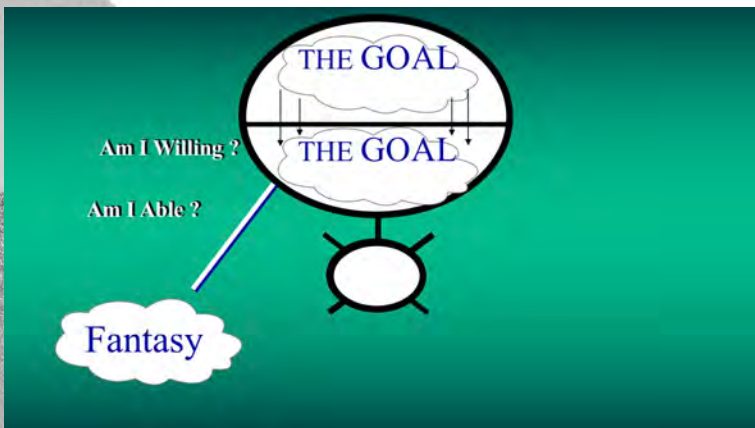 THE GOAL
Am I Willing ?
THE GOAL
Am I Able ?
Fantasy